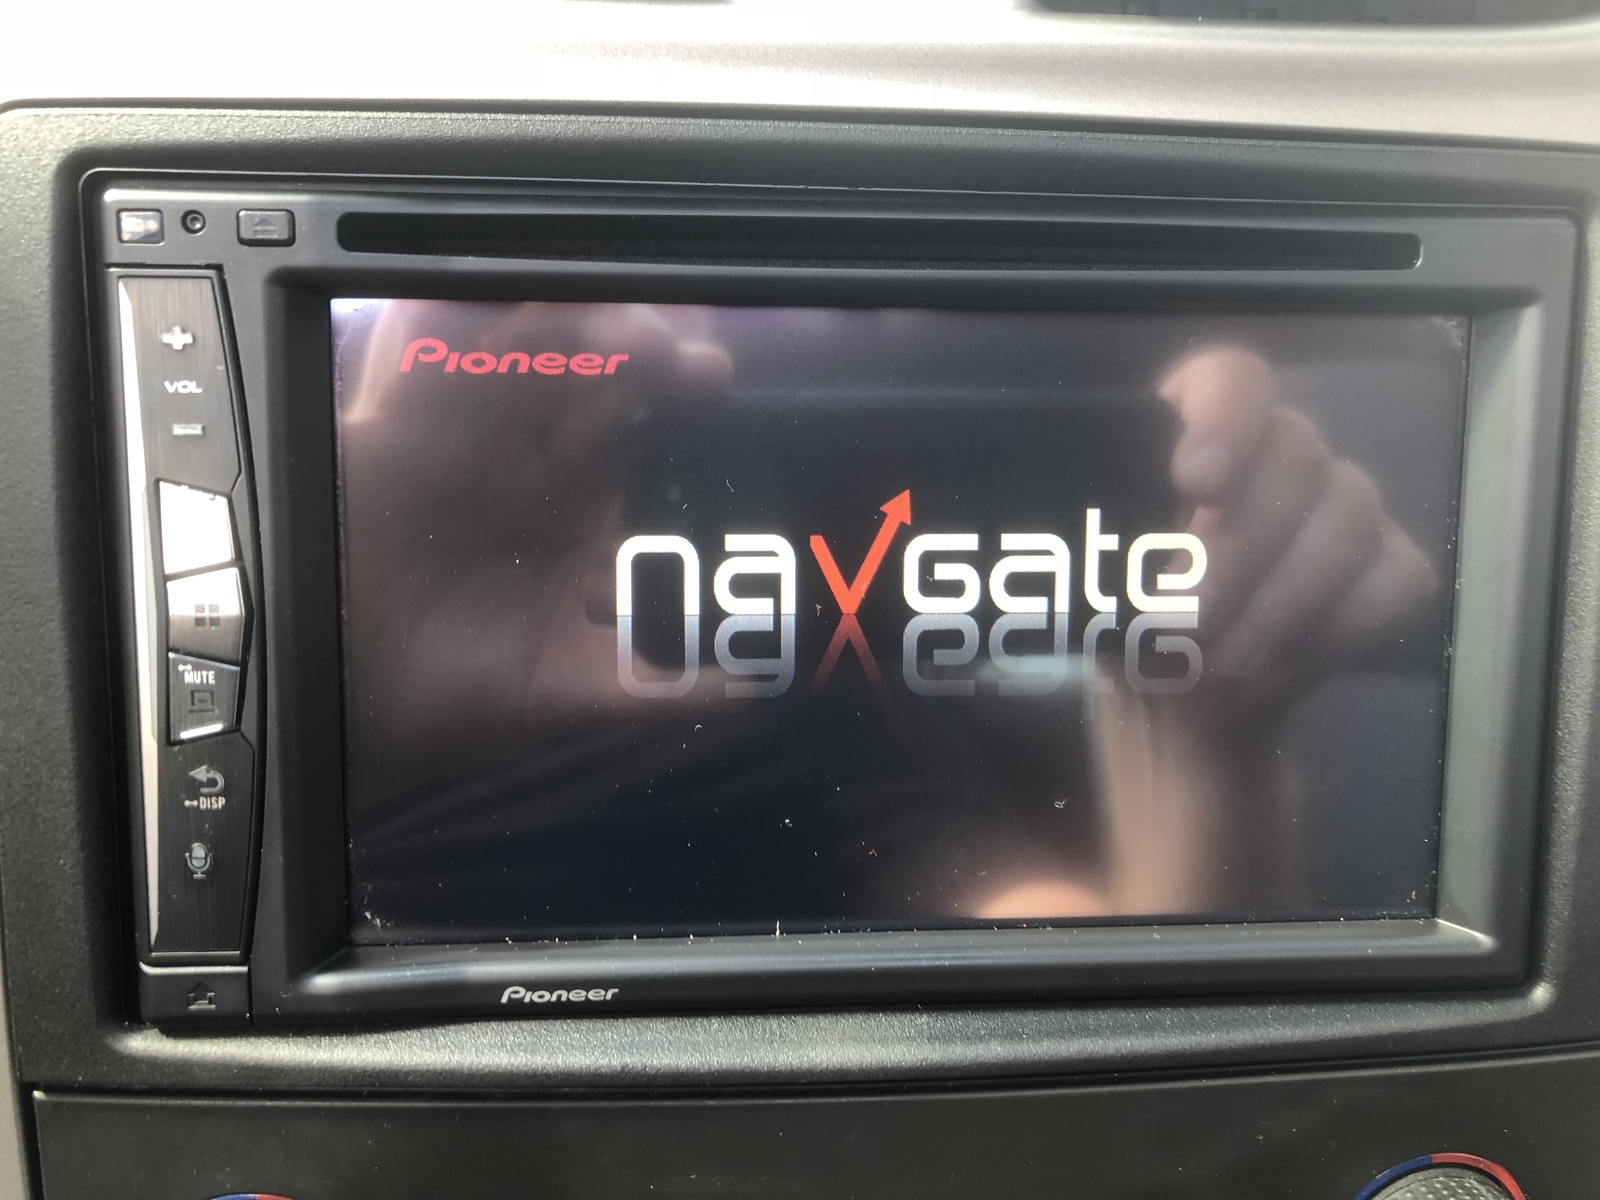 Pioneer
VOL
navgate
MUTE
DISP
Pioneer